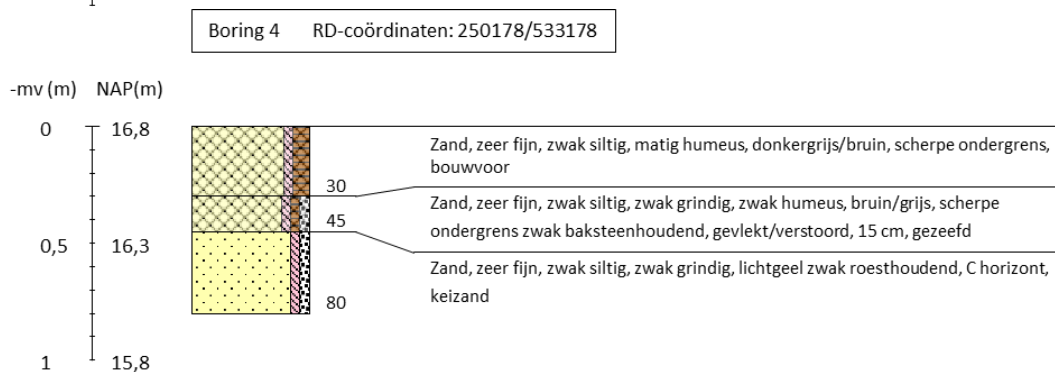 Boring 4 RD-coördinaten: 250178/533178
-mv (m) NAP(m)
0 16,8
Zand, zeer fijn, zwak siltig, matig humeus, donkergrijs/bruin, scherpe ondergrens,
bouwvoor
30
Zand, zeer fijn, zwak siltig, zwak grindig, zwak humeus, bruin/grijs, scherpe
ondergrens zwak baksteenhoudend, gevlekt/verstoord, 15 cm, gezeefd
45
0,5 16,3
Zand, zeer fijn, zwak siltig, zwak grindig, lichtgeel zwak roesthoudend, C horizont,
keizand
80
1 15,8